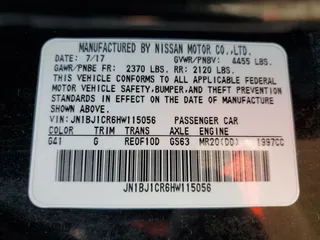 MANUFACTURED BY NISSAN MOTOR CO.,LTD.
DATE: 7/17 GVWR/PNBV 4455 LBS.
GAWR/PNBE FR: 2370 LBS. RR: 2120 LBS.
THIS VEHICLE CONFORMS TO ALL APPLICABLE FEDERAL
MOTOR VEHICLE SAFETY,BUMPER,AND THEFT PREVENTION
STANDARDS IN EFFECT ON THE DATE OF MANUFACTURE
SHOWN ABOVE.
VIN: JN1BJ1CR6HW115056 PASSENGER CAR
COLOR TRIM TRANS AXLE ENGINE
G41 G RE0F10D GS63 MR20(DD) 1997CC
JN1BJ1CR6HW115056